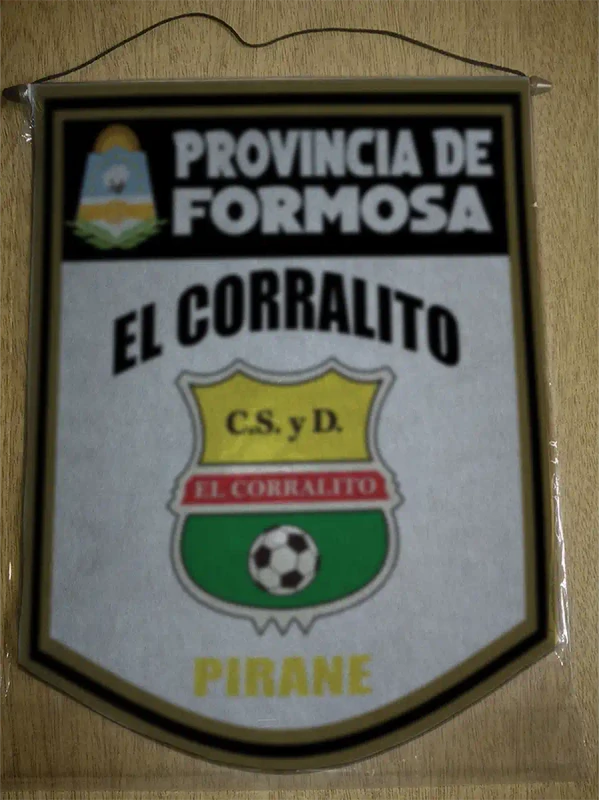 PROVINCIA DE
FORMOSA
EL CORRALITO
C.S. y D.
EL CORRALITO
PIRANE